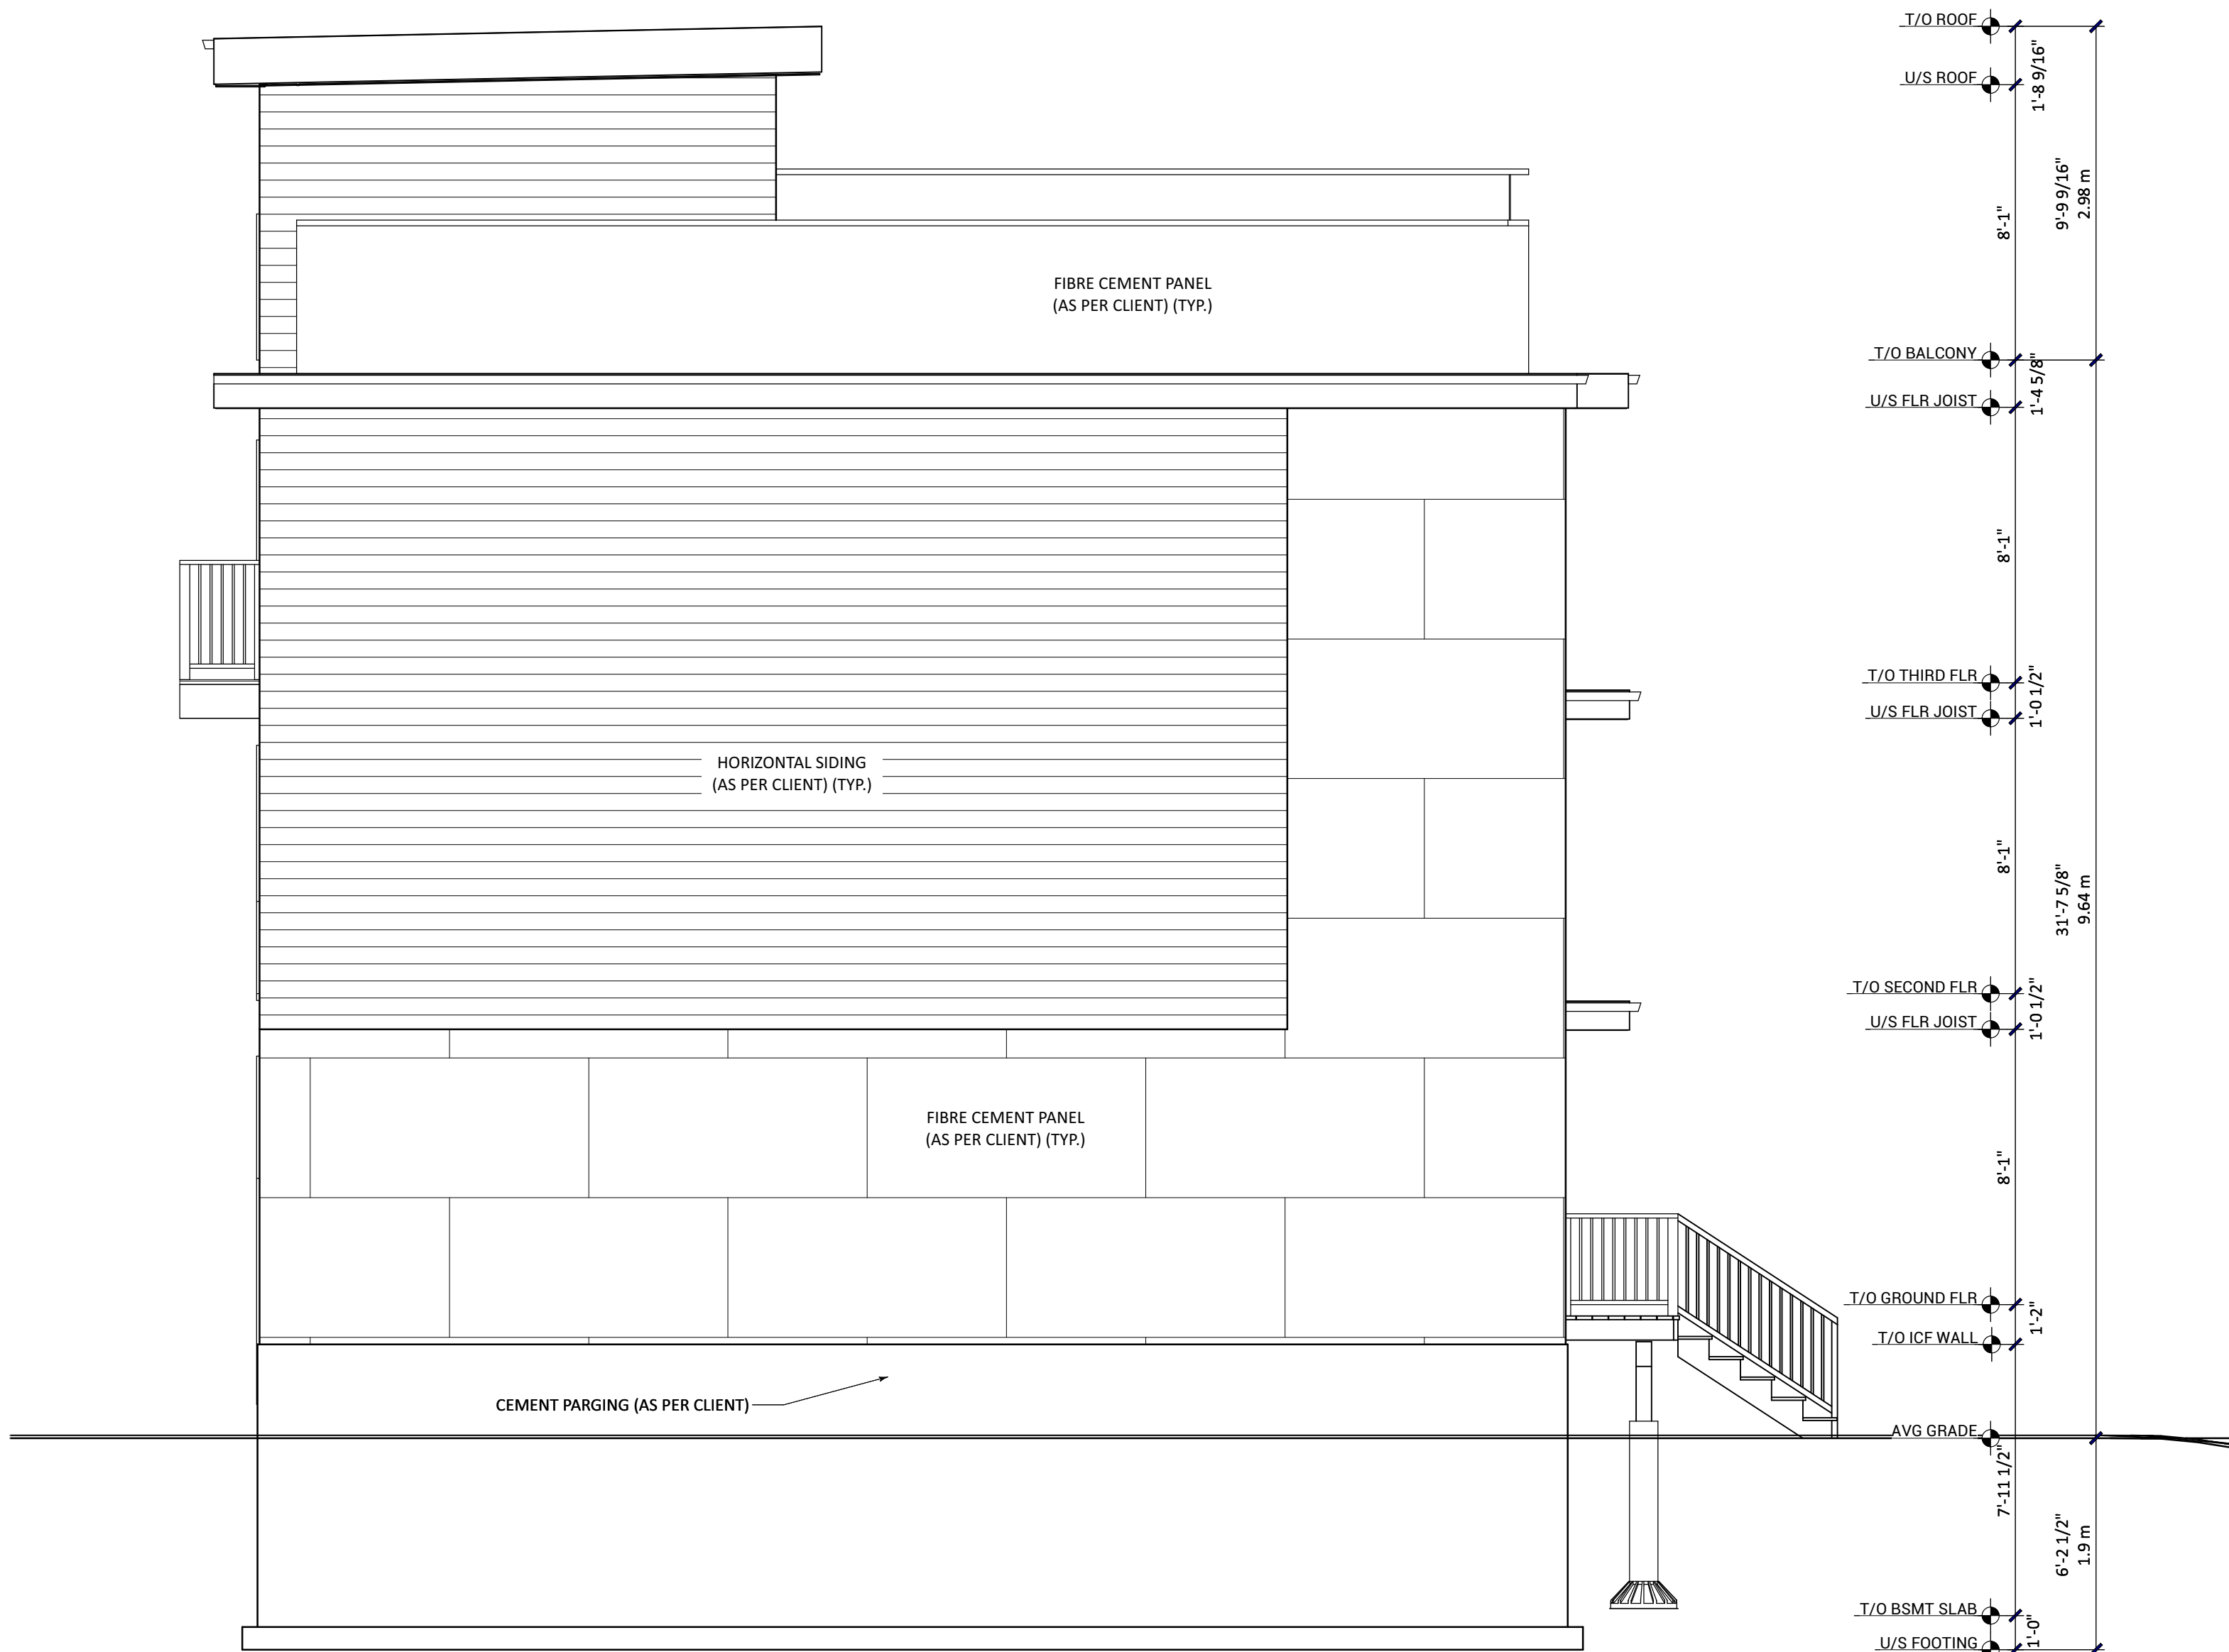 T/O ROOF
1'-8 9/16"
U/S ROOF
9'-9 9/16"
2.98 m
8'-1"
FIBRE CEMENT PANEL
(AS PER CLIENT) (TYP.)
T/O BALCONY
1'-4 5/8"
U/S FLR JOIST
8'-1"
T/O THIRD FLR
1'-0 1/2"
U/S FLR JOIST
HORIZONTAL SIDING
(AS PER CLIENT) (TYP.)
8'-1"
31'-7 5/8"
9.64 m
T/O SECOND FLR
1'-0 1/2"
U/S FLR JOIST
FIBRE CEMENT PANEL
(AS PER CLIENT) (TYP.)
8'-1"
T/O GROUND FLR
1'-2"
T/O ICF WALL
CEMENT PARGING (AS PER CLIENT)
AVG GRADE
7'-11 1/2"
6'-2 1/2"
1.9 m
T/O BSMT SLAB
1'-0"
U/S FOOTING